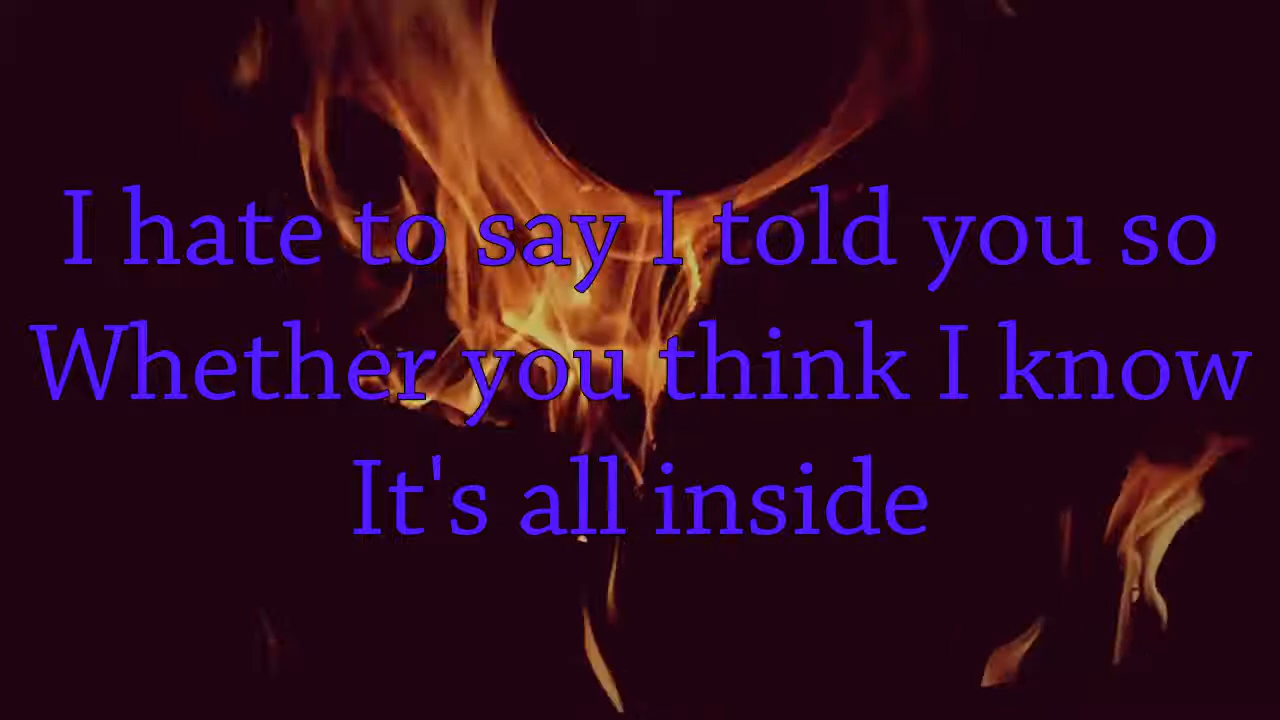 I hate to say I told you so
Whether you think I know
It's all inside